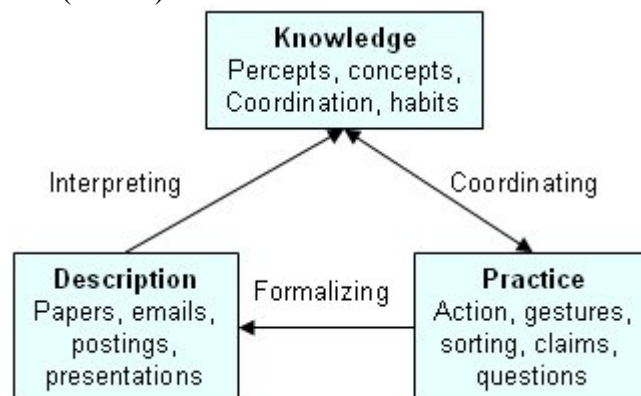 Knowledge
Percepts, concepts,
Coordination, habits
Interpreting
Coordinating
Description
Papers, emails,
postings,
presentations
Formalizing
Practice
Action, gestures,
sorting, claims,
questions